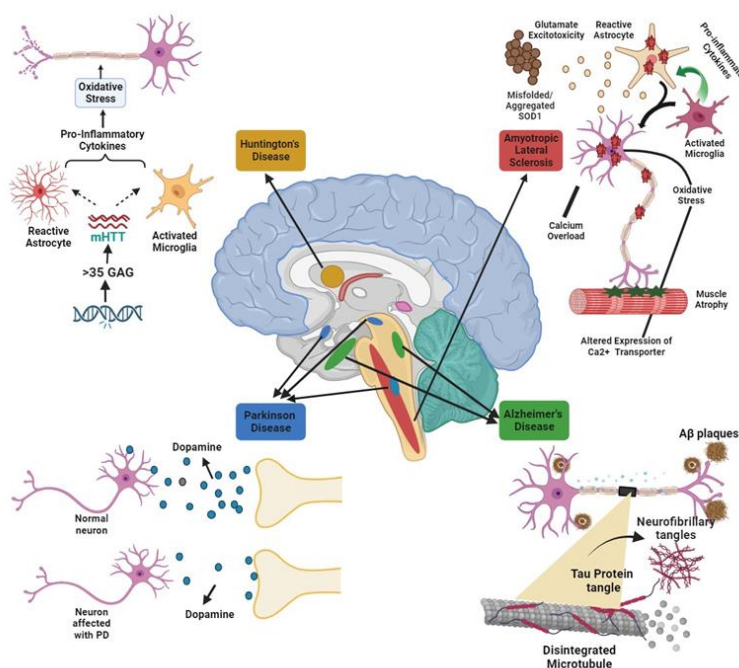 Oxidative
Stress
Pro-Inflammatory
Cytokines
Reactive
Astrocyte
Activated
Microglia
mHTT
>35 GAG
Huntington's
Disease
Glutamate
Excitotoxicity
Reactive
Astrocyte
Pro-inflammatory
Cytokines
Misfolded/
Aggregated
SOD1
Activated
Microglia
Amyotropic
Lateral
Sclerosis
Oxidative
Stress
Calcium
Overload
Muscle
Atrophy
Altered Expression of
Ca2+ Transporter
Parkinson
Disease
Alzheimer's
Disease
Dopamine
Normal
neuron
Dopamine
Neuron
affected
with PD
Aβ plaques
Neurofibrillary
tangles
Tau Protein
tangle
Disintegrated
Microtubule